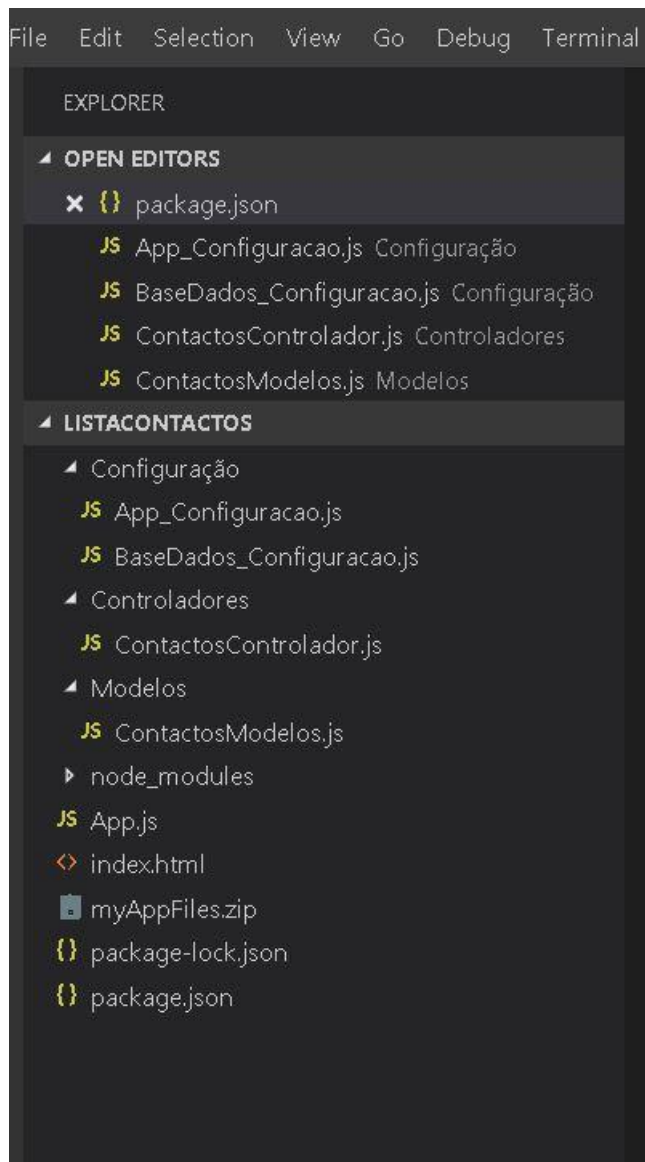 File Edit Selection View Go Debug Terminal
EXPLORER
OPEN EDITORS
{} package.json
JS App_Configuracao.js Configuração
JS BaseDados_Configuracao.js Configuração
JS ContactosControlador.js Controladores
JS ContactosModelos.js Modelos
LISTACONTACTOS
Configuração
JS App_Configuracao.js
JS BaseDados_Configuracao.js
Controladores
JS ContactosControlador.js
Modelos
JS ContactosModelos.js
node_modules
JS App.js
<> index.html
myAppFiles.zip
{} package-lock.json
{} package.json